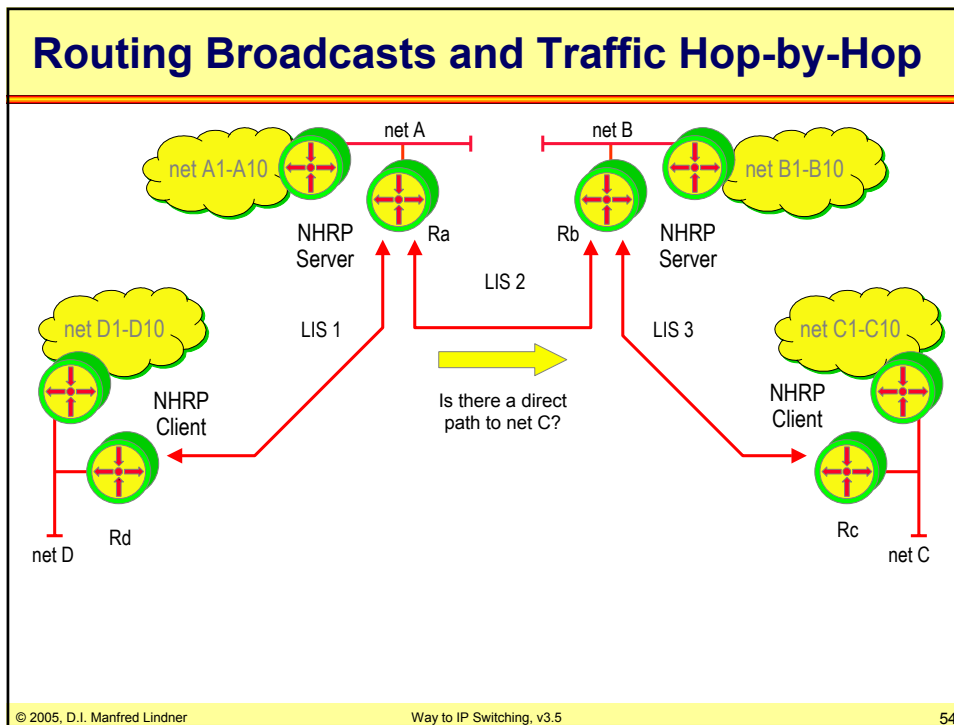 Routing Broadcasts and Traffic Hop-by-Hop
net A
net B
net A1-A10
net B1-B10
NHRP
Server
Ra
Rb
NHRP
Server
LIS 2
net D1-D10
LIS 1
LIS 3
net C1-C10
NHRP
Client
Is there a direct
path to net C?
NHRP
Client
Rd
Rc
net D
net C
© 2005, D.I. Manfred Lindner
Way to IP Switching, v3.5
54